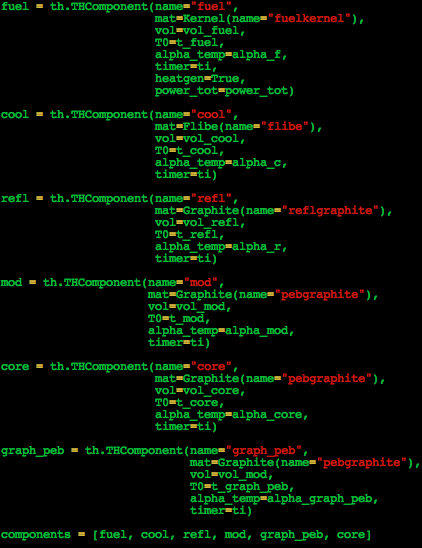 fuel = th.THComponent(name="fuel",
mat=Kernel(name="fuelkernel"),
vol=vol_fuel,
T0=t_fuel,
alpha_temp=alpha_f,
timer=ti,
heatgen=True,
power_tot=power_tot)
cool = th.THComponent(name="cool",
mat=Flibe(name="flibe"),
vol=vol_cool,
T0=t_cool,
alpha_temp=alpha_c,
timer=ti)
refl = th.THComponent(name="refl",
mat=Graphite(name="reflgraphite"),
vol=vol_refl,
T0=t_refl,
alpha_temp=alpha_r,
timer=ti)
mod = th.THComponent(name="mod",
mat=Graphite(name="pebgraphite"),
vol=vol_mod,
T0=t_mod,
alpha_temp=alpha_mod,
timer=ti)
core = th.THComponent(name="core",
mat=Graphite(name="pebgraphite"),
vol=vol_core,
T0=t_core,
alpha_temp=alpha_core,
timer=ti)
graph_peb = th.THComponent(name="graph_peb",
mat=Graphite(name="pebgraphite"),
vol=vol_mod,
T0=t_graph_peb,
alpha_temp=alpha_graph_peb,
timer=ti)
components = [fuel, cool, refl, mod, graph_peb, core]